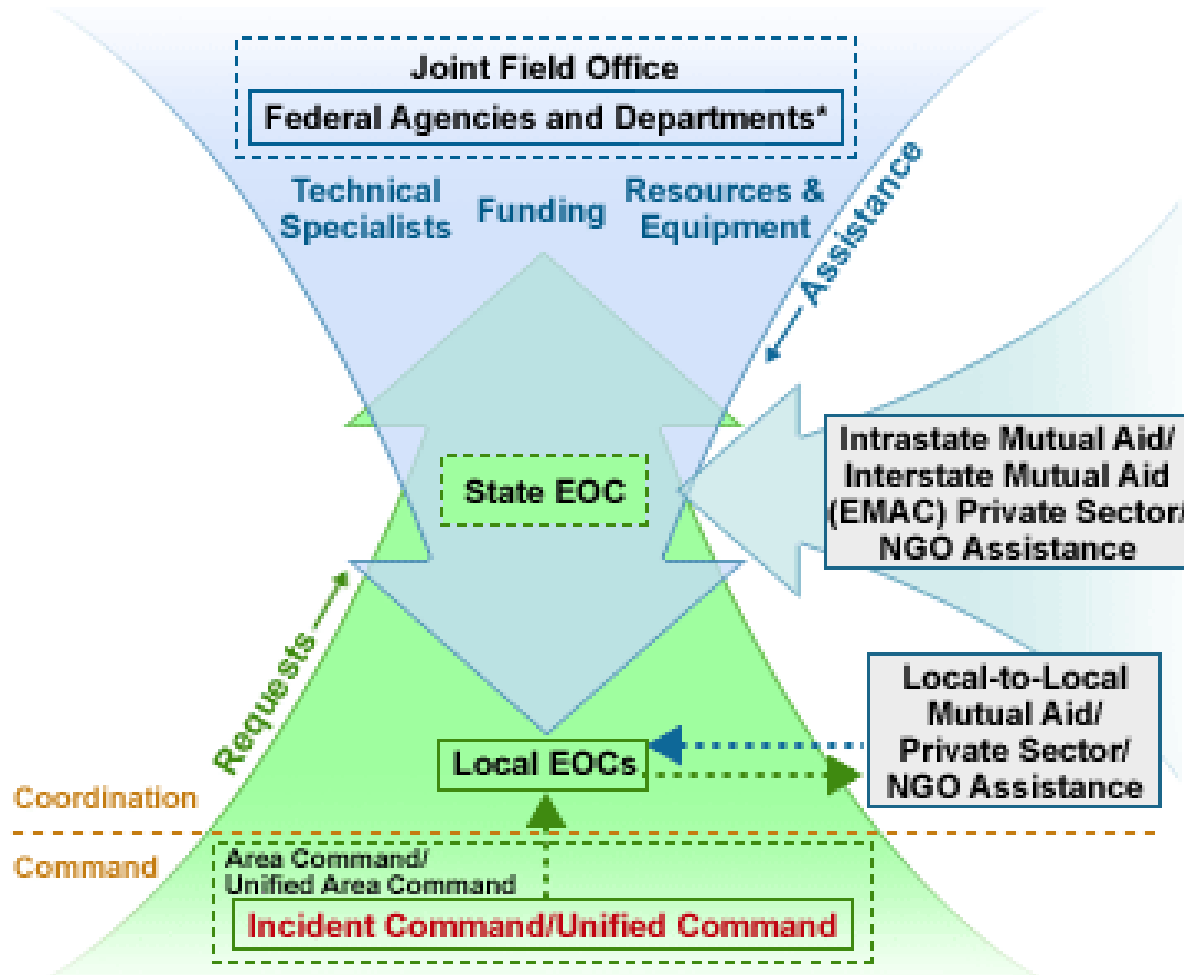 Joint Field Office
Federal Agencies and Departments*
Technical
Specialists
Funding
Resources &
Equipment
Assistance
Intrastate Mutual Aid/
Interstate Mutual Aid
(EMAC) Private Sector/
NGO Assistance
State EOC
Requests
Local-to-Local
Mutual Aid/
Private Sector/
NGO Assistance
Local EOCs
Coordination
Command
Area Command/
Unified Area Command
Incident Command/Unified Command